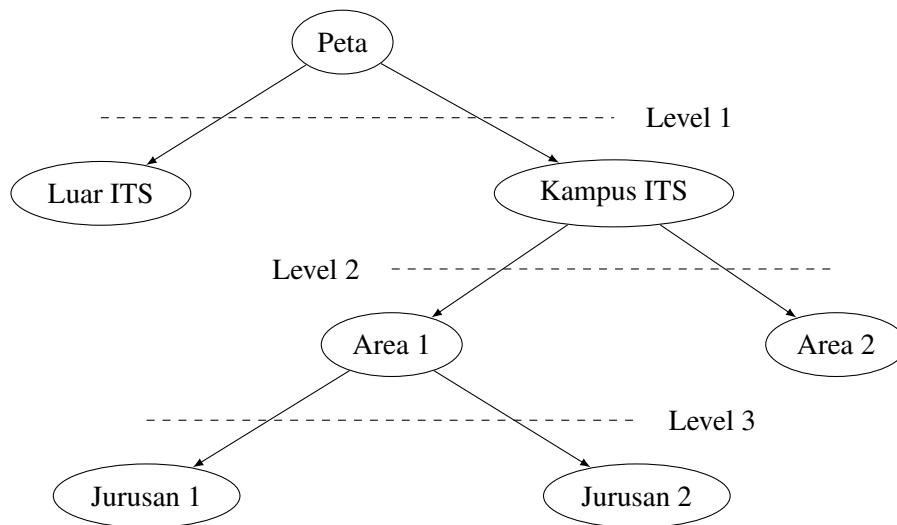 Peta
Level 1
Luar ITS
Kampus ITS
Level 2
Area 1
Area 2
Level 3
Jurusan 1
Jurusan 2